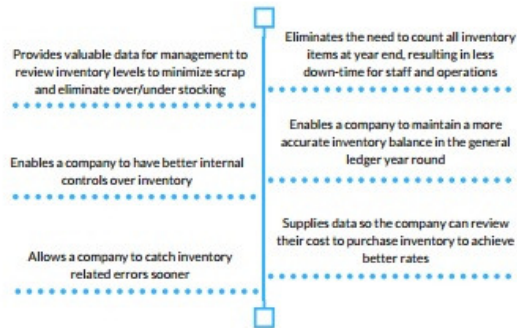 Provides valuable data for management to
review inventory levels to minimize scrap
and eliminate over/under stocking
Eliminates the need to count all inventory
items at year end, resulting in less
down-time for staff and operations
Enables a company to have better internal
controls over inventory
Enables a company to maintain a more
accurate inventory balance in the general
ledger year round
Allows a company to catch inventory
related errors sooner
Supplies data so the company can review
their cost to purchase inventory to achieve
better rates